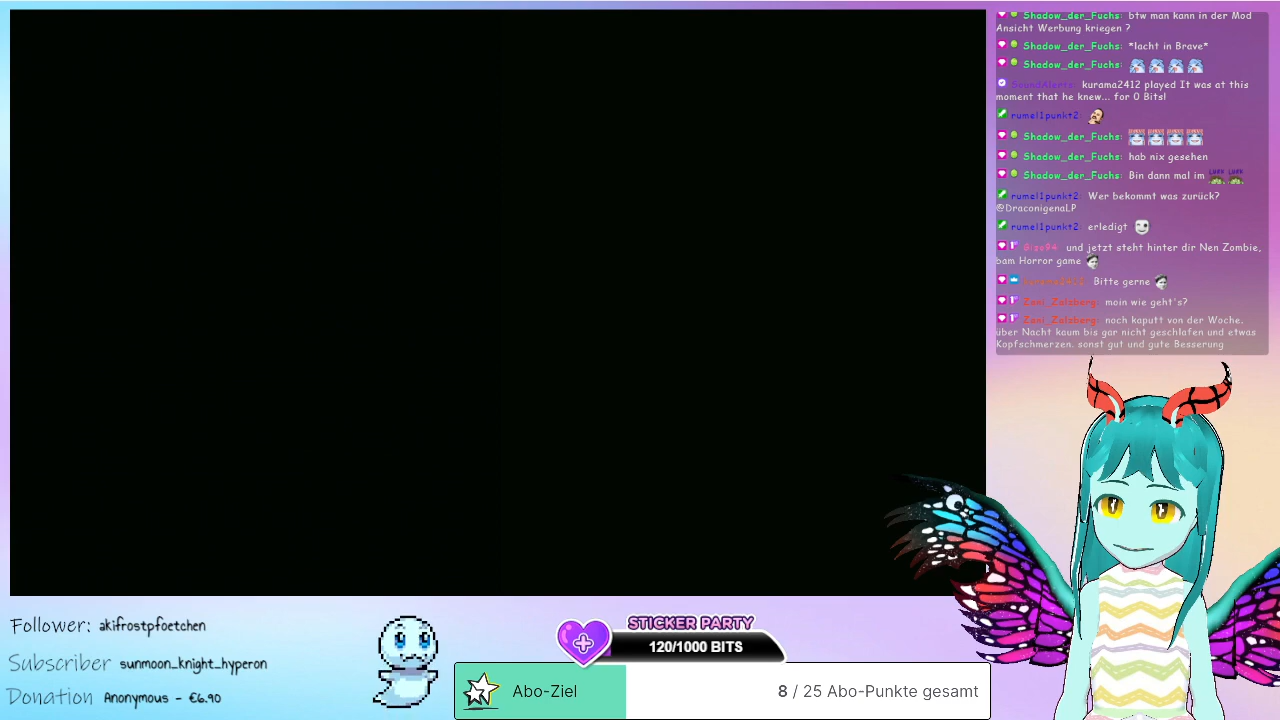 Shadow_der_Fuchs: btw man kann in der Mod
Ansicht Werbung kriegen ?
Shadow_der_Fuchs: *lacht in Brave*
Shadow_der_Fuchs:
SoundAlerts: kurama2412 played It was at this
moment that he knew... for 0 Bits!
rumel1punkt2:
Shadow_der_Fuchs:
Shadow_der_Fuchs: hab nix gesehen
Shadow_der_Fuchs: Bin dann mal im LURK LURK
rumel1punkt2: Wer bekommt was zurück?
@DraconigenaLP
rumel1punkt2: erledigt
und jetzt steht hinter dir Nen Zombie,
bam Horror game
Bitte gerne
Zani_Zalzberg: moin wie geht's?
Zani_Zalzberg: noch kaputt von der Woche.
über Nacht kaum bis gar nicht geschlafen und etwas
Kopfschmerzen. sonst gut und gute Besserung
Follower: akifrostpfoetchen
Subscriber sunmoon_knight_hyperon
Donation Anonymous - €6.90
STICKER PARTY
120/1000 BITS
Abo-Ziel
8 / 25 Abo-Punkte gesamt